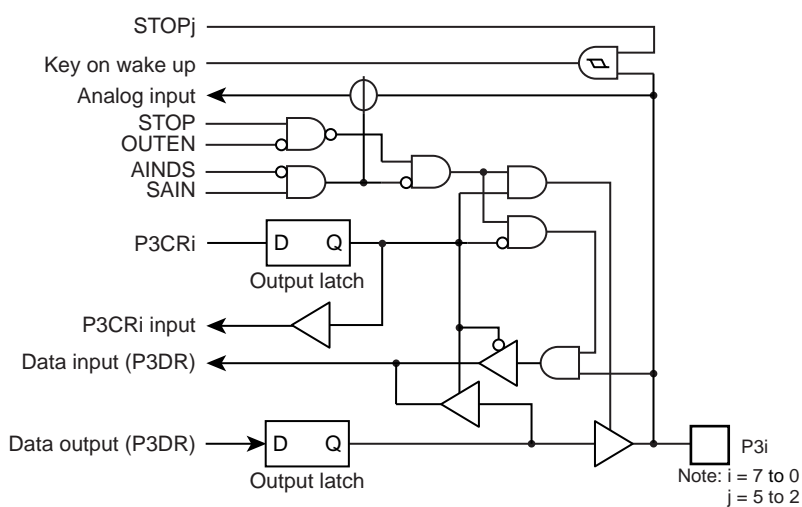 STOPj
Key on wake up
Analog input
STOP
OUTEN
AINDS
SAIN
P3CRi
D Q
Output latch
P3CRi input
Data input (P3DR)
Data output (P3DR)
D Q
Output latch
P3i
Note: i = 7 to 0
j = 5 to 2